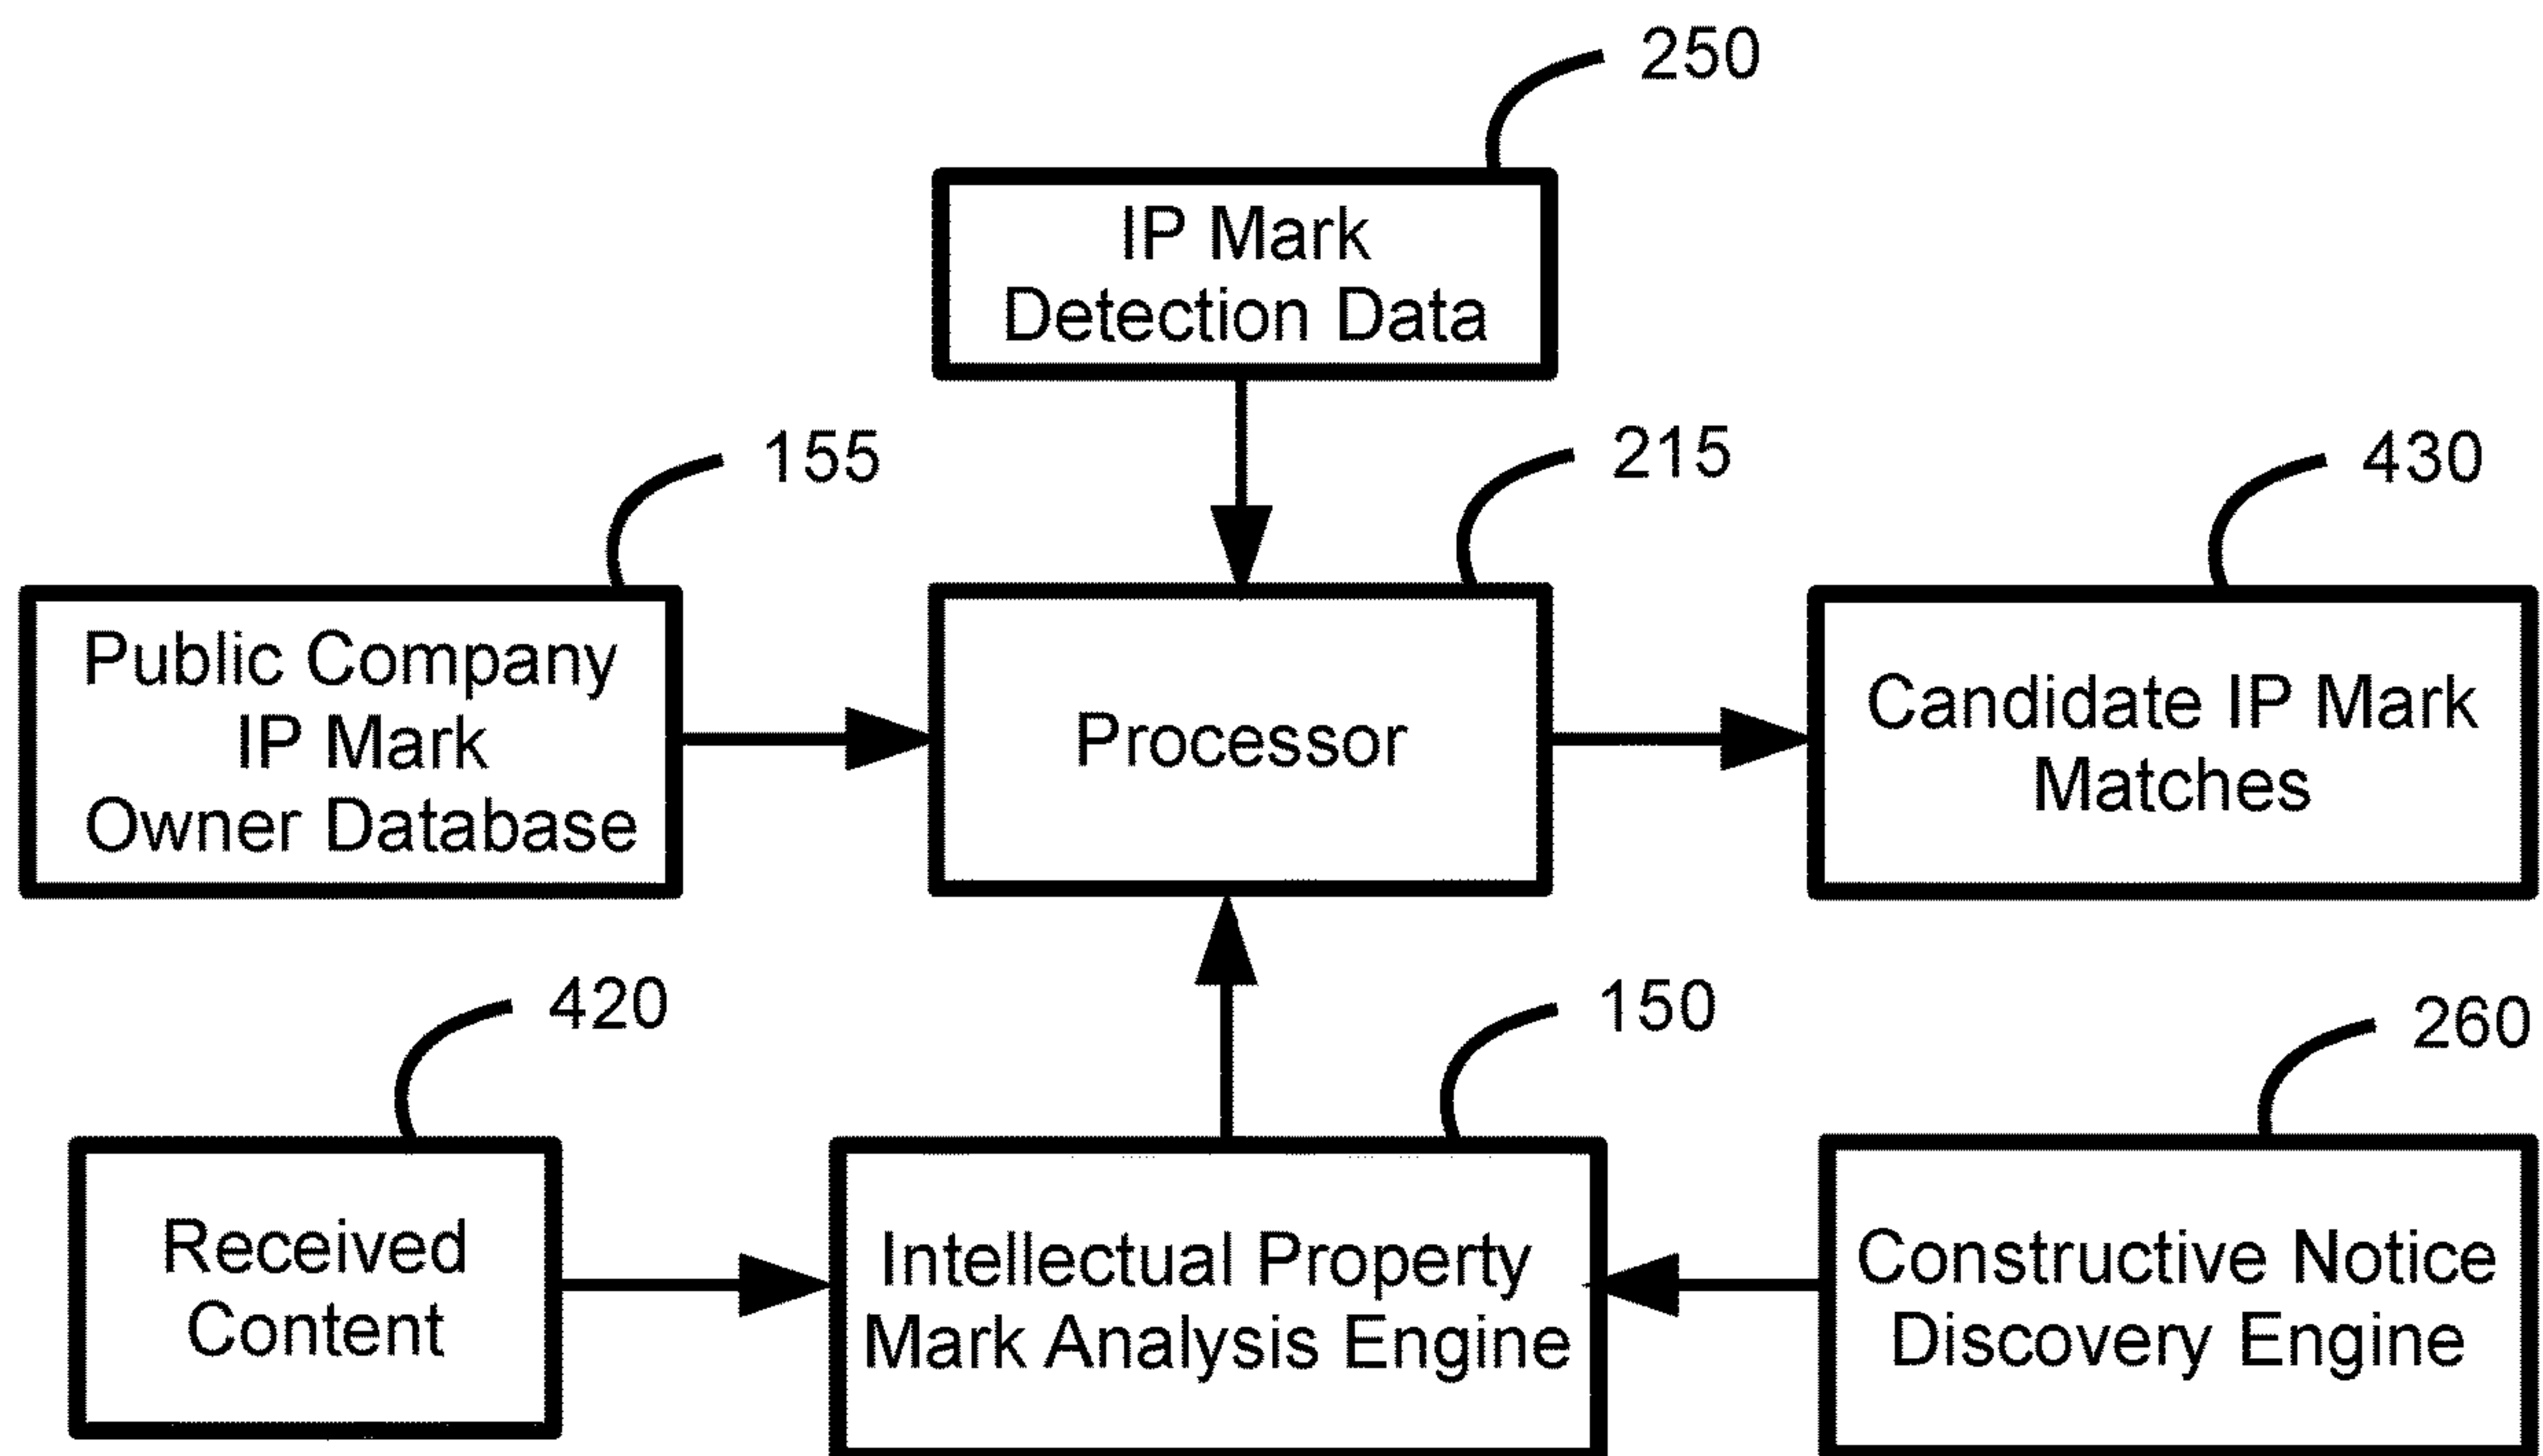 250
IP Mark
Detection Data
155
215
430
Public Company
IP Mark
Owner Database
Processor
Candidate IP Mark
Matches
420
150
260
Received
Content
Intellectual Property
Mark Analysis Engine
Constructive Notice
Discovery Engine